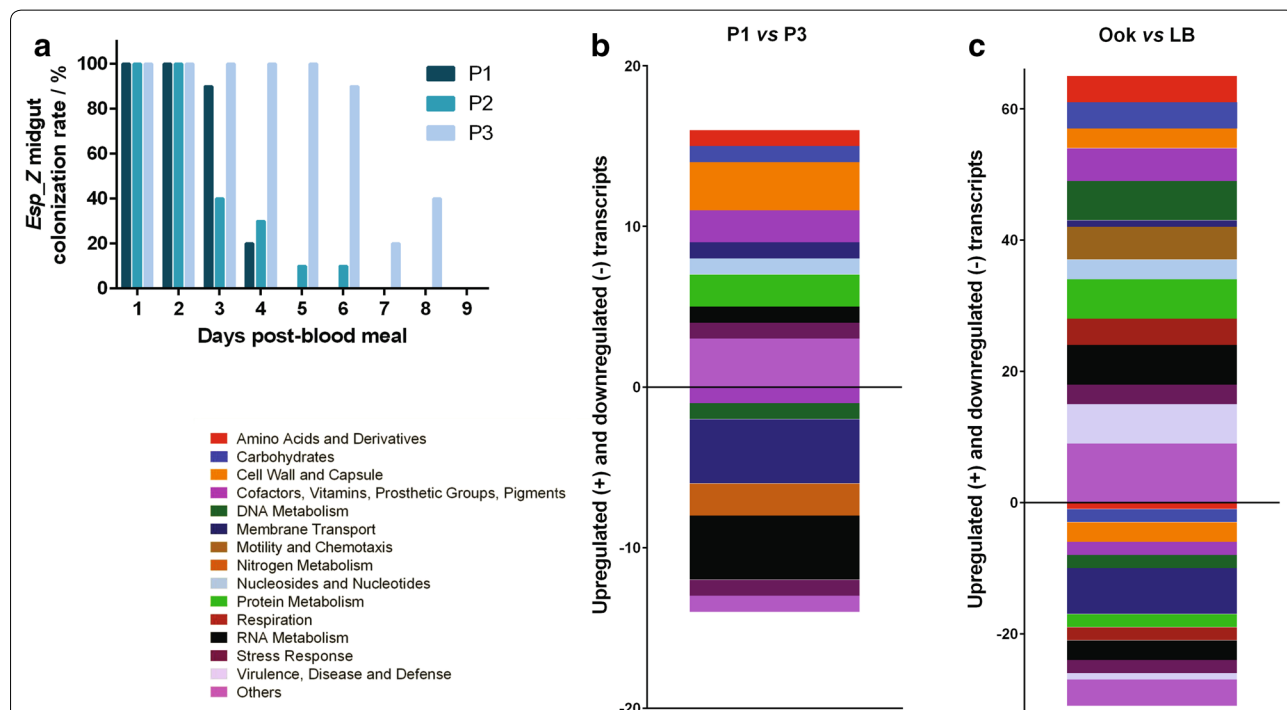 a
Esp_Z midgut
colonization rate / %
100
80
60
40
20
0
P1
P2
P3
1 2 3 4 5 6 7 8 9
Days post-blood meal
Amino Acids and Derivatives
Carbohydrates
Cell Wall and Capsule
Cofactors, Vitamins, Prosthetic Groups, Pigments
DNA Metabolism
Membrane Transport
Motility and Chemotaxis
Nitrogen Metabolism
Nucleosides and Nucleotides
Protein Metabolism
Respiration
RNA Metabolism
Stress Response
Virulence, Disease and Defense
Others
b
P1 vs P3
Upregulated (+) and downregulated (-) transcripts
20
10
0
-10
-20
c
Ook vs LB
Upregulated (+) and downregulated (-) transcripts
60
40
20
0
-20